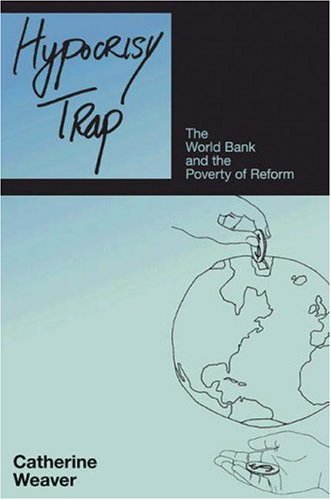 Hypocrisy
Trap
The
World Bank
and the
Poverty of Reform
Catherine
Weaver